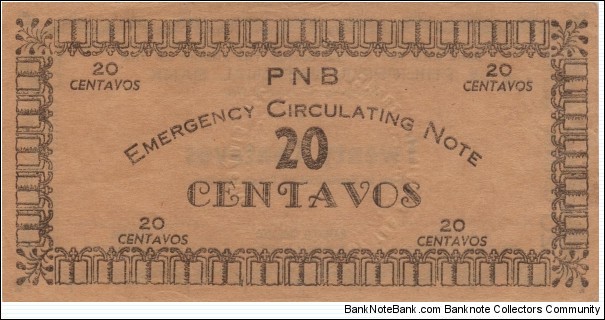 20
CENTAVOS
PNB
20
CENTAVOS
EMERGENCY CIRCULATING NOTE
20
CENTAVOS
20
CENTAVOS
20
CENTAVOS
BankNoteBank.com Banknote Collectors Community